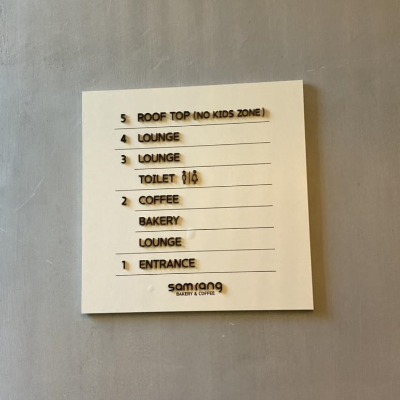 5 ROOF TOP (NO KIDS ZONE)
4 LOUNGE
3 LOUNGE
TOILET
2 COFFEE
BAKERY
LOUNGE
1 ENTRANCE
samrang
BAKERY & COFFEE